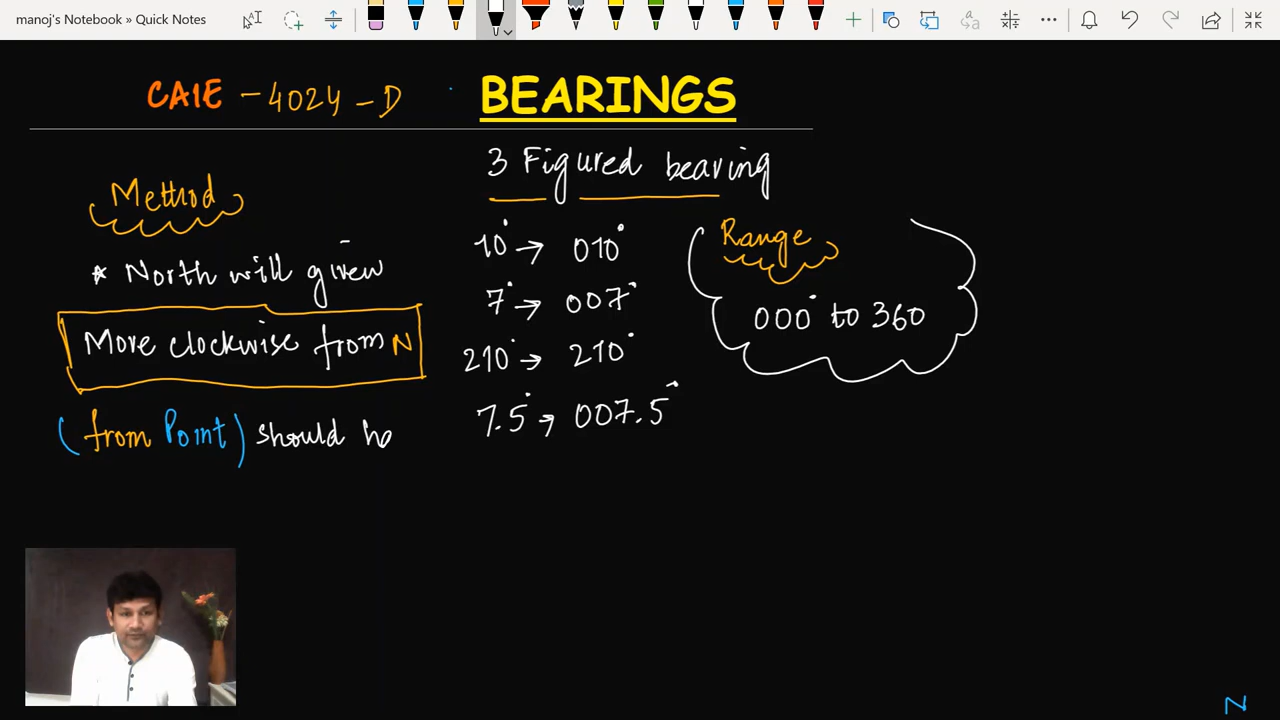 manoj's Notebook » Quick Notes
CAIE - 4024 - D
BEARINGS
Method
* North will given
More clockwise from N
(from Point) should ha
3 Figured bearing
10° → 010°
7° → 007°
210° → 210°
7.5° → 007.5°
Range
000° to 360
N